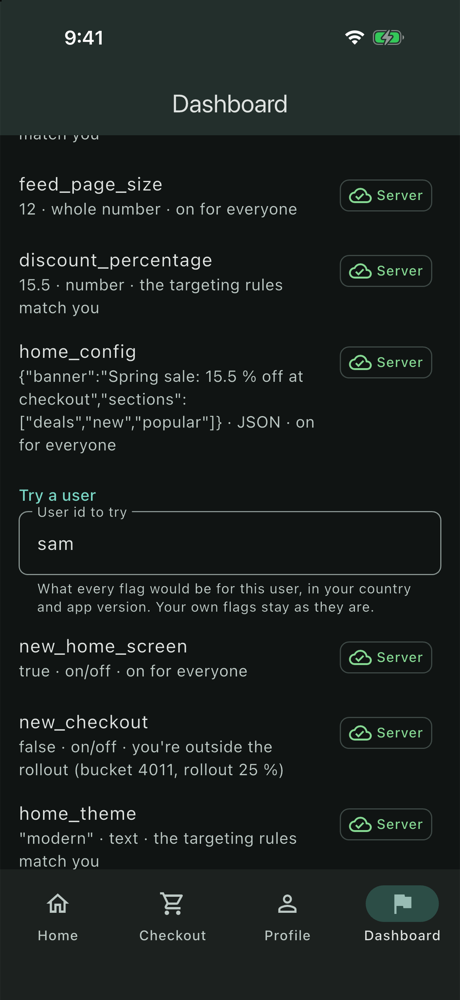 9:41
Dashboard
match you
feed_page_size
12 · whole number · on for everyone
Server
discount_percentage
15.5 · number · the targeting rules
match you
Server
home_config
{"banner":"Spring sale: 15.5 % off at
checkout","sections":
["deals","new","popular"]} · JSON · on
for everyone
Server
Try a user
User id to try
sam
What every flag would be for this user, in your country
and app version. Your own flags stay as they are.
new_home_screen
true · on/off · on for everyone
Server
new_checkout
false · on/off · you're outside the
rollout (bucket 4011, rollout 25 %)
Server
home_theme
"modern" · text · the targeting rules
match you
Server
Home
Checkout
Profile
Dashboard